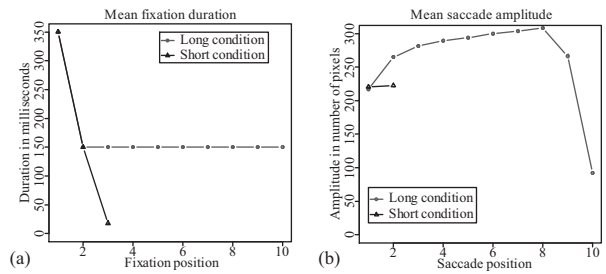 Mean fixation duration
Duration in milliseconds
350
300
250
200
150
100
50
0
Long condition
Short condition
2
4
6
8
10
(a)
Fixation position
Mean saccade amplitude
Amplitude in number of pixels
300
250
200
150
100
50
0
Long condition
Short condition
2
4
6
8
10
(b)
Saccade position